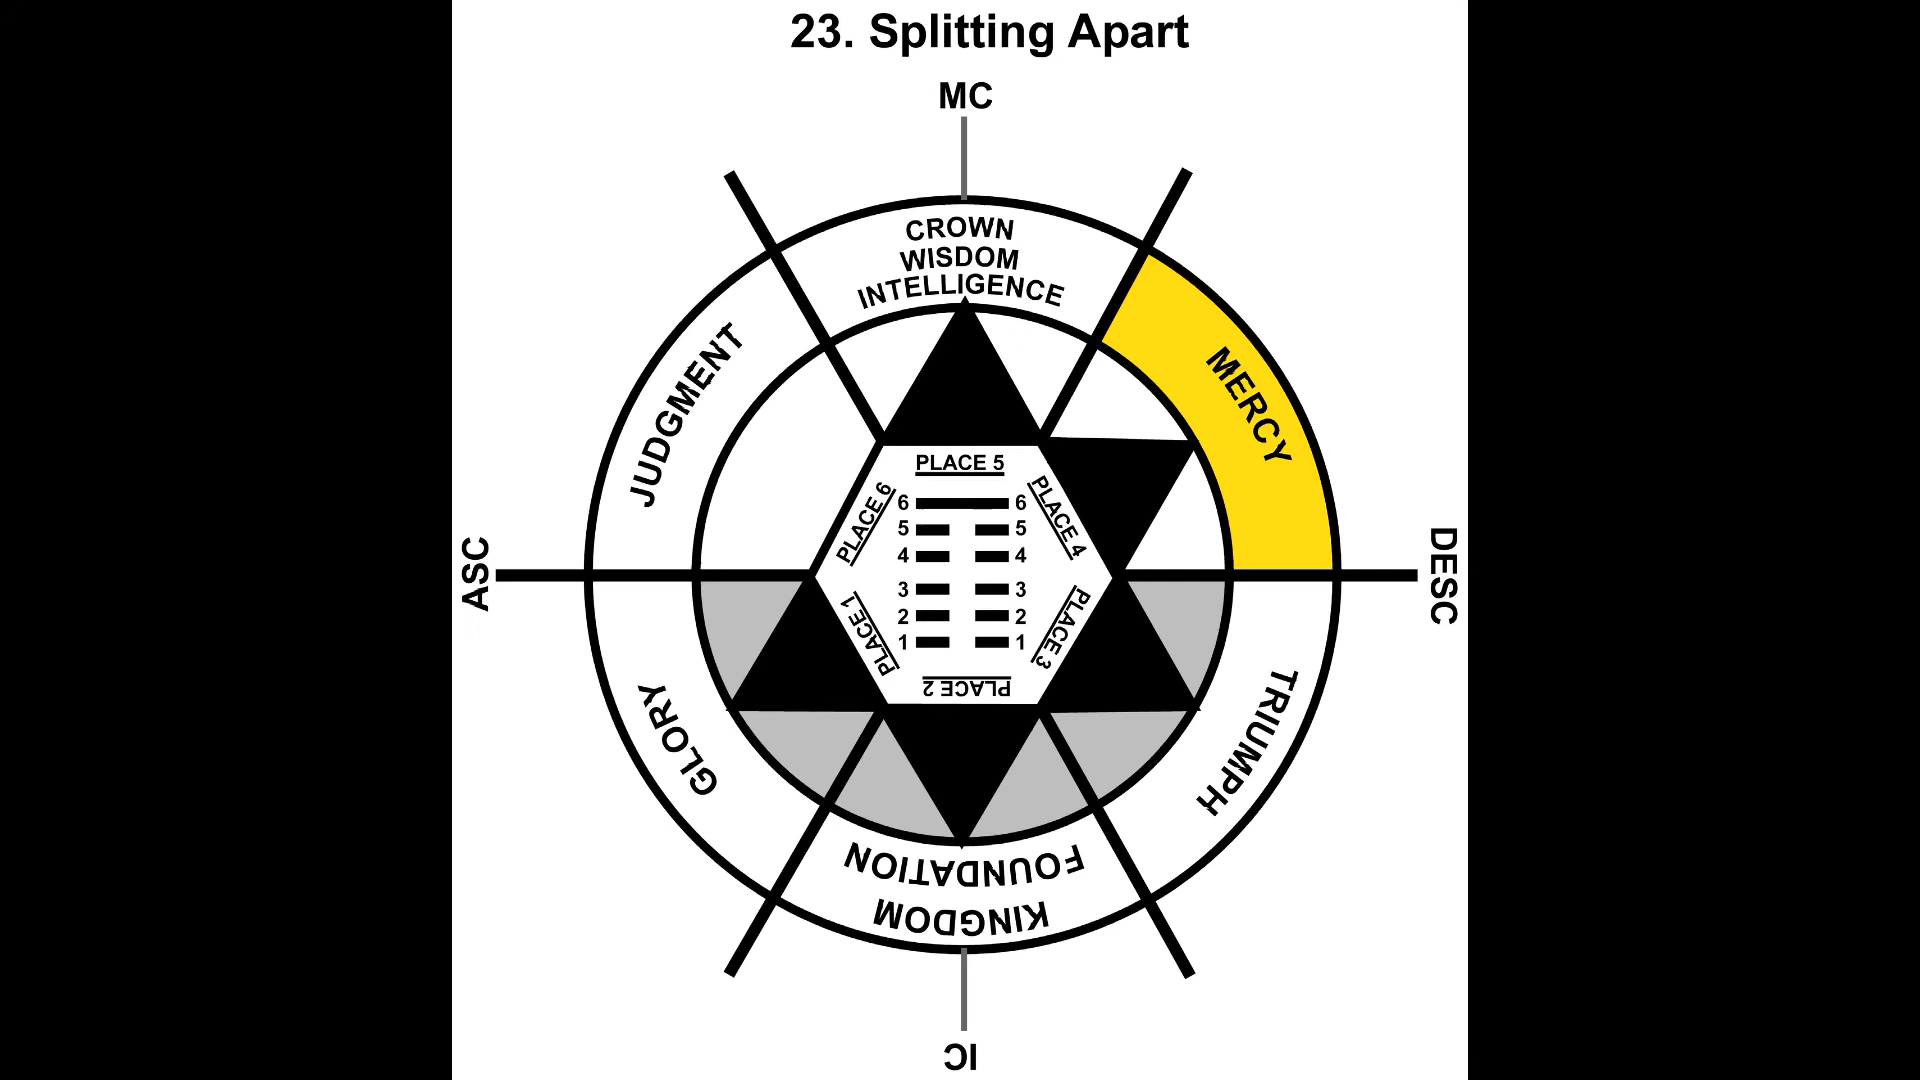 23. Splitting Apart
MC
CROWN
WISDOM
INTELLIGENCE
JUDGMENT
MERCY
PLACE 5
PLACE 6
PLACE 4
6 6
5 5
4 4
3 3
2 2
1 1
ASC
DESC
PLACE 1
PLACE 3
PLACE 2
GLORY
TRIUMPH
FOUNDATION
KINGDOM
IC